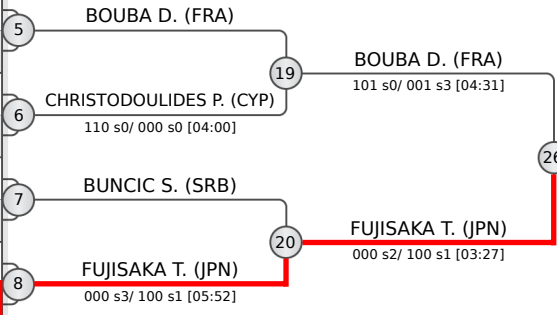 BOUBA D. (FRA)
5
19
BOUBA D. (FRA)
101 s0/ 001 s3 [04:31]
CHRISTODOULIDES P. (CYP)
6
110 s0/ 000 s0 [04:00]
26
BUNCIC S. (SRB)
7
20
FUJISAKA T. (JPN)
000 s2/ 100 s1 [03:27]
FUJISAKA T. (JPN)
8
000 s3/ 100 s1 [05:52]